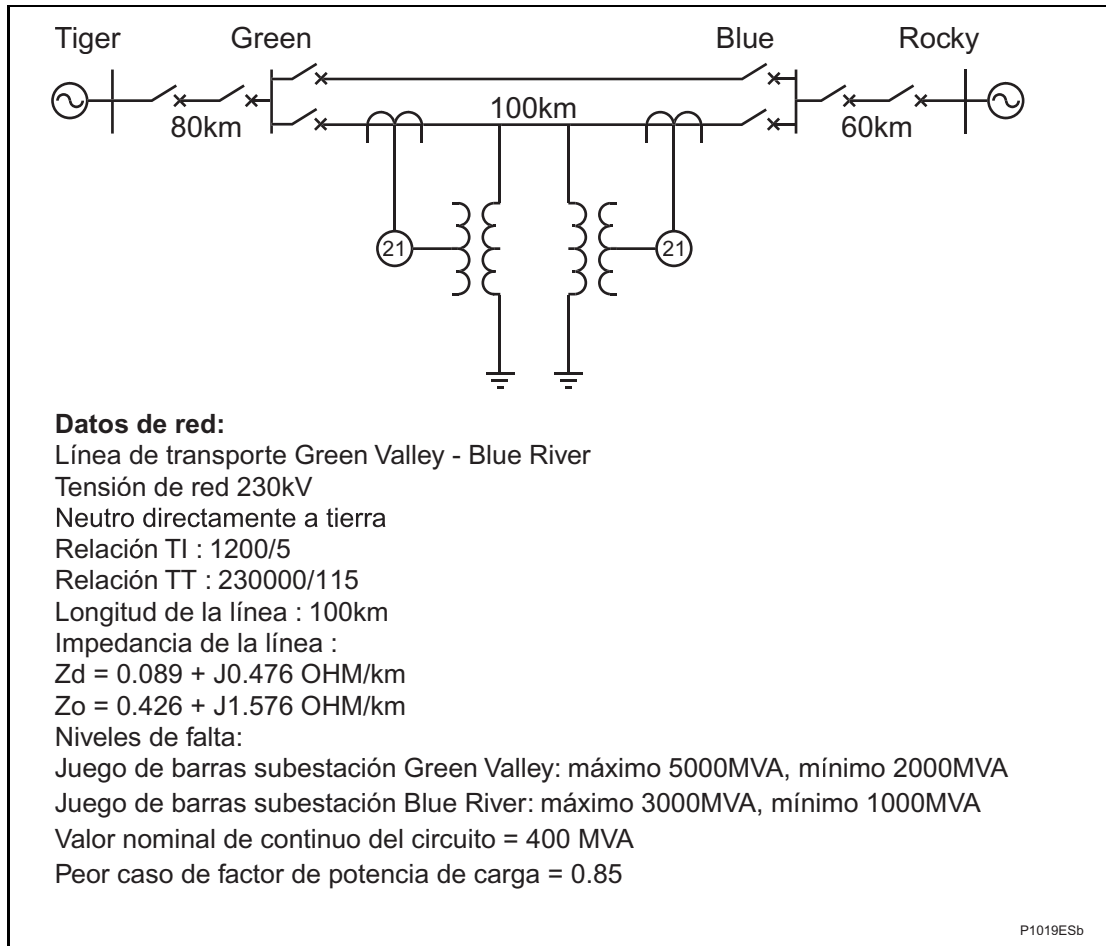 Tiger Green Blue Rocky
100km
80km 60km
21 21
Datos de red:
Línea de transporte Green Valley - Blue River
Tensión de red 230kV
Neutro directamente a tierra
Relación TI : 1200/5
Relación TT : 230000/115
Longitud de la línea : 100km
Impedancia de la línea :
Zd = 0.089 + J0.476 OHM/km
Zo = 0.426 + J1.576 OHM/km
Niveles de falta:
Juego de barras subestación Green Valley: máximo 5000MVA, mínimo 2000MVA
Juego de barras subestación Blue River: máximo 3000MVA, mínimo 1000MVA
Valor nominal de continuo del circuito = 400 MVA
Peor caso de factor de potencia de carga = 0.85
P1019ESb